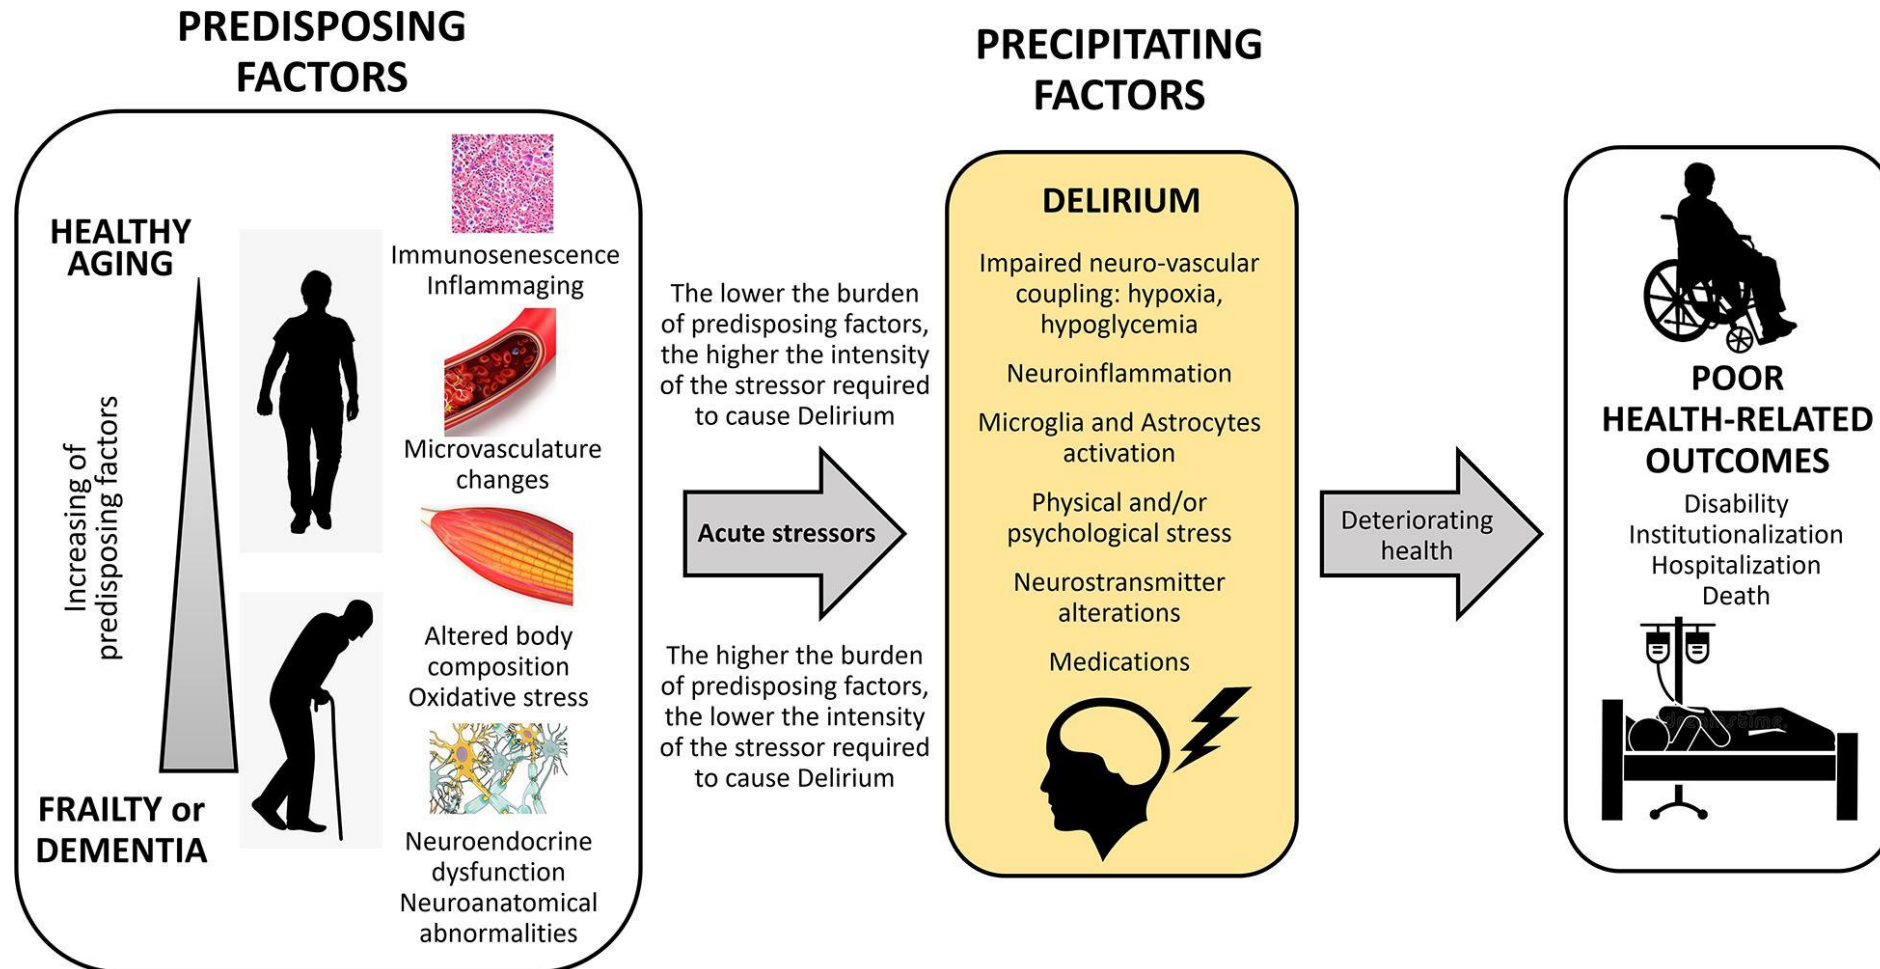 PREDISPOSING
FACTORS
HEALTHY
AGING
Increasing of
predisposing factors
FRAILTY or
DEMENTIA
Immunosenescence
Inflammaging
Microvasculature
changes
Altered body
composition
Oxidative stress
Neuroendocrine
dysfunction
Neuroanatomical
abnormalities
The lower the burden
of predisposing factors,
the higher the intensity
of the stressor required
to cause Delirium
Acute stressors
The higher the burden
of predisposing factors,
the lower the intensity
of the stressor required
to cause Delirium
PRECIPITATING
FACTORS
DELIRIUM
Impaired neuro-vascular
coupling: hypoxia,
hypoglycemia
Neuroinflammation
Microglia and Astrocytes
activation
Physical and/or
psychological stress
Neurostransmitter
alterations
Medications
Deteriorating
health
POOR
HEALTH-RELATED
OUTCOMES
Disability
Institutionalization
Hospitalization
Death